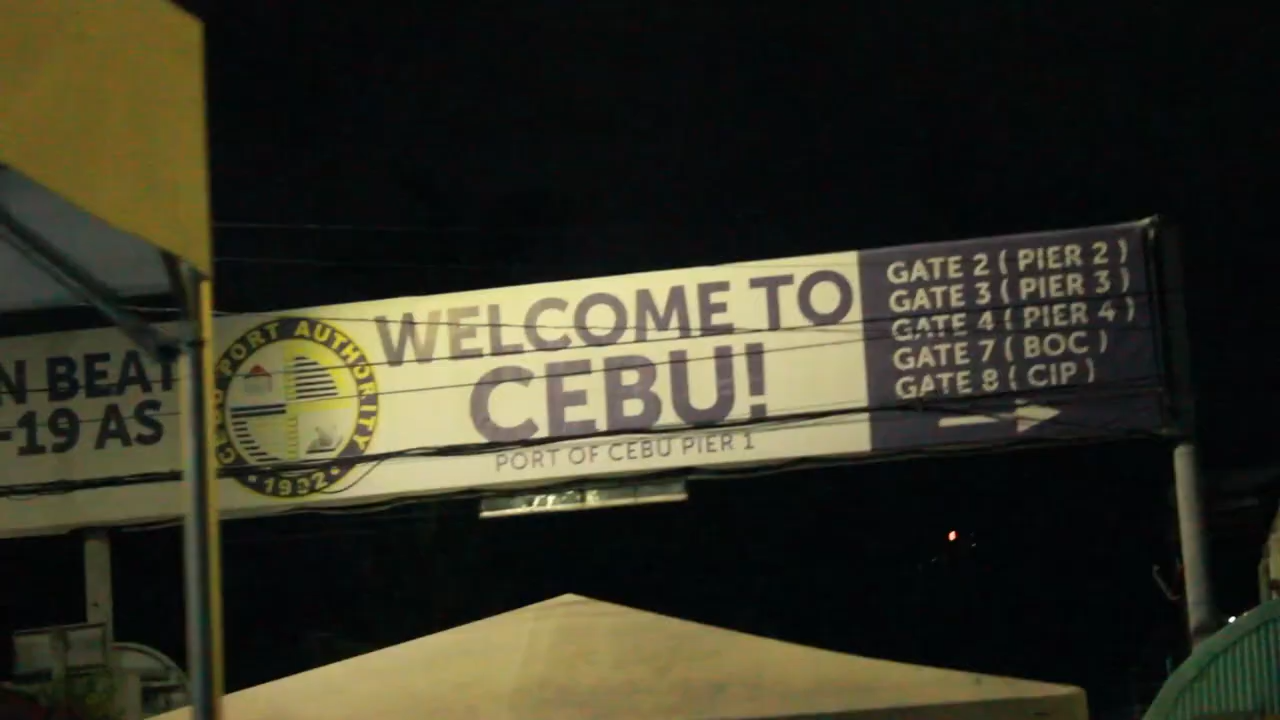 N BEAT
-19 AS
CEBU PORT AUTHORITY
• 1992 •
WELCOME TO
CEBU!
PORT OF CEBU PIER 1
GATE 2 ( PIER 2 )
GATE 3 ( PIER 3 )
GATE 4 ( PIER 4 )
GATE 7 ( BOC )
GATE 8 ( CIP )